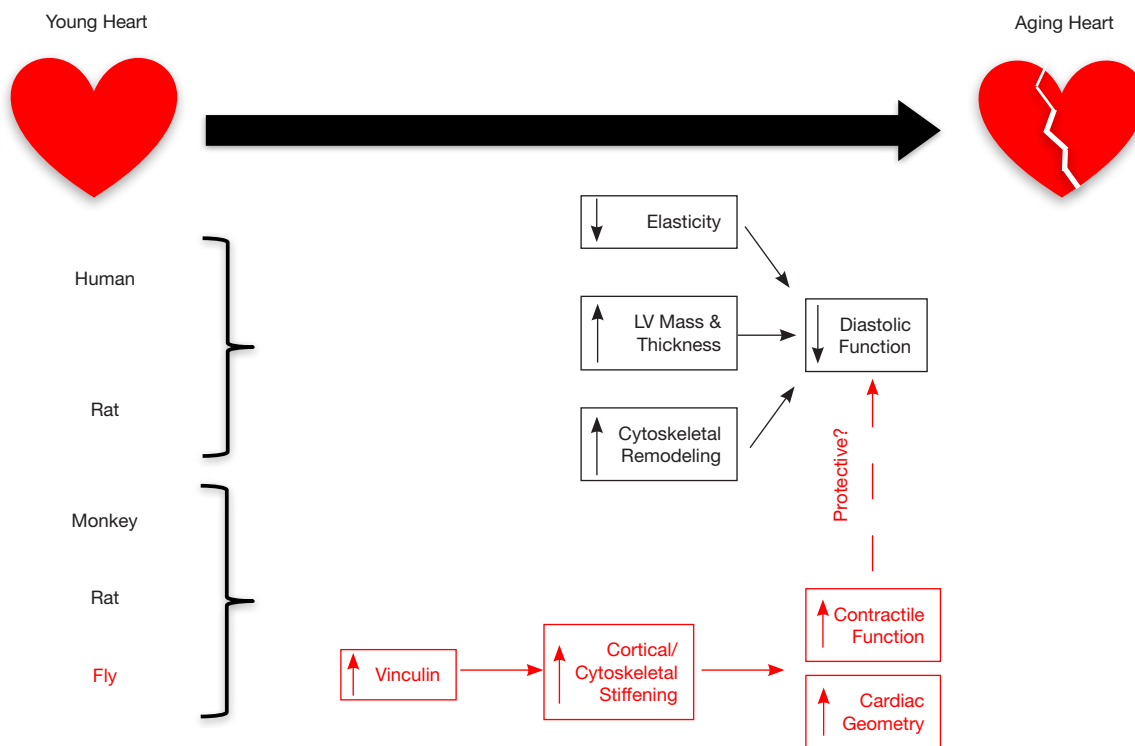 Young Heart
Aging Heart
Elasticity
Human
LV Mass &
Thickness
Diastolic
Function
Rat
Cytoskeletal
Remodeling
Protective?
Monkey
Rat
Contractile
Function
Fly
Vinculin
Cortical/
Cytoskeletal
Stiffening
Cardiac
Geometry